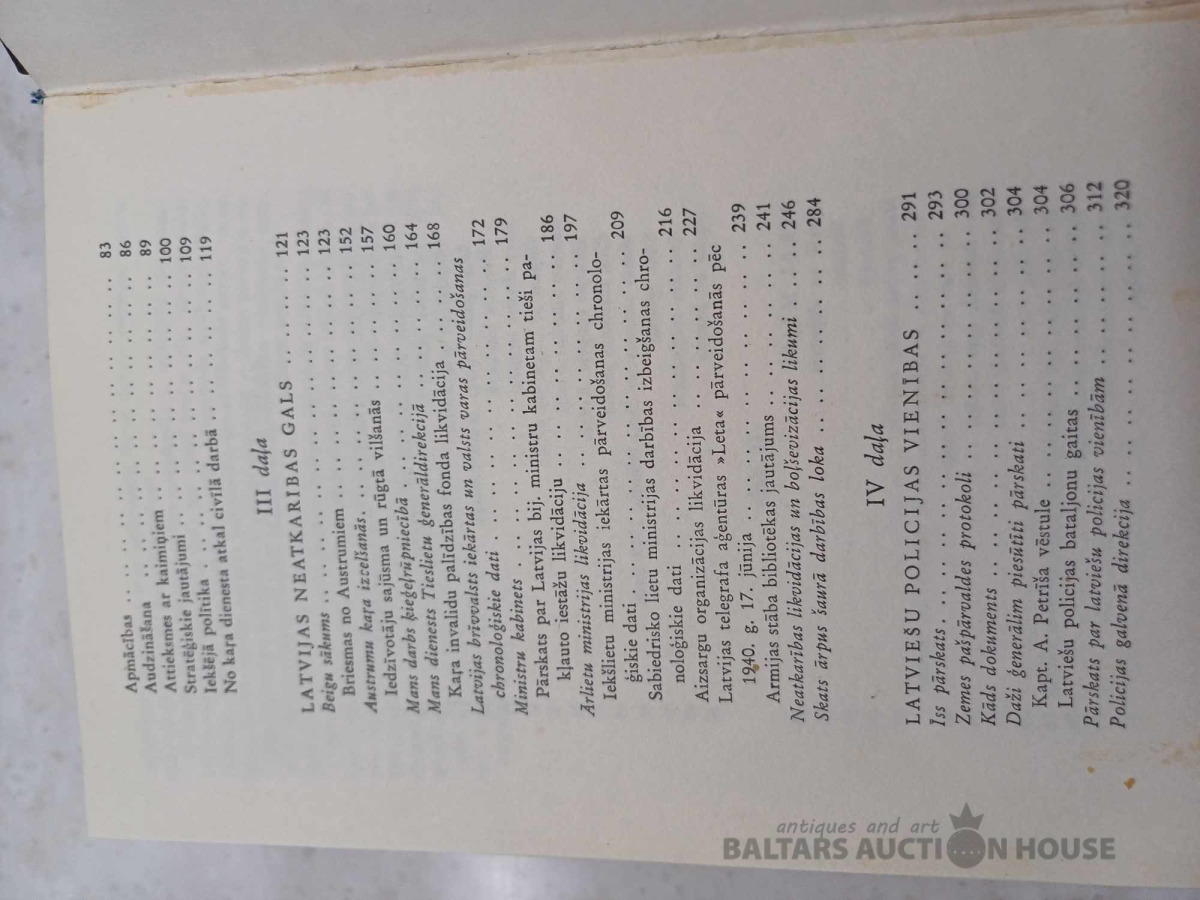 Apmācības .. .. .. .. .. .. .. .. .. .. .. .. 83
Audzināšana .. .. .. .. .. .. .. .. .. .. .. 86
Attieksmes ar kaimiņiem .. .. .. .. .. .. .. .. 89
Stratēģiskie jautājumi .. .. .. .. .. .. .. .. .. 100
Iekšējā polītika .. .. .. .. .. .. .. .. .. .. 109
No kaŗa dienesta atkal civīlā darbā .. .. .. .. .. 119
III daļa
LATVIJAS NEATKARĪBAS GALS .. .. .. .. .. 121
Beigu sākums .. .. .. .. .. .. .. .. .. .. .. 123
Briesmas no Austrumiem .. .. .. .. .. .. .. .. 123
Austrumu kaŗa izcelšanās .. .. .. .. .. .. .. .. 152
Iedzīvotāju sajūsma un rūgtā vilšanās .. .. .. .. .. 157
Mans darbs ķieģeļrūpniecībā .. .. .. .. .. .. .. 160
Mans dienests Tieslietu ģenerāldirekcijā .. .. .. .. 164
Kaŗa invalidu palīdzības fonda likvidācija .. .. .. .. 168
Latvijas brīvvalsts iekārtas un valsts varas pārveidošanas
chronoloģiskie dati .. .. .. .. .. .. .. .. .. 172
Ministru kabinets .. .. .. .. .. .. .. .. .. .. 179
Pārskats par Latvijas bij. ministru kabinetam tieši pa-
kļauto iestāžu likvidāciju .. .. .. .. .. .. .. 186
Ārlietu ministrijas likvidācija .. .. .. .. .. .. .. 197
Iekšlietu ministrijas iekārtas pārveidošanas chronolo-
ģiskie dati .. .. .. .. .. .. .. .. .. .. .. 209
Sabiedrisko lietu ministrijas darbības izbeigšanas chro-
noloģiskie dati .. .. .. .. .. .. .. .. .. .. 216
Aizsargu organizācijas likvidācija .. .. .. .. .. .. 227
Latvijas telegrafa aģentūras »Leta« pārveidošanās pēc
1940. g. 17. jūnija .. .. .. .. .. .. .. .. .. 239
Armijas stāba bibliotēkas jautājums .. .. .. .. .. 241
Neatkarības likvidācijas un boļševizācijas likumi .. .. .. 246
Skats ārpus šaurā darbības loka .. .. .. .. .. .. 284
IV daļa
LATVIEŠU POLICIJAS VIENĪBAS .. .. .. .. 291
Īss pārskats .. .. .. .. .. .. .. .. .. .. .. 293
Zemes pašpārvaldes protokoli .. .. .. .. .. .. .. 300
Kāds dokuments .. .. .. .. .. .. .. .. .. .. 302
Daži ģenerālim piesūtīti pārskati .. .. .. .. .. .. 304
Kapt. A. Petrīša vēstule .. .. .. .. .. .. .. .. 304
Latviešu policijas bataljonu gaitas .. .. .. .. .. .. 306
Pārskats par latviešu policijas vienībām .. .. .. .. 312
Policijas galvenā direkcija .. .. .. .. .. .. .. .. 320
antiques and art
BALTARS AUCTION HOUSE